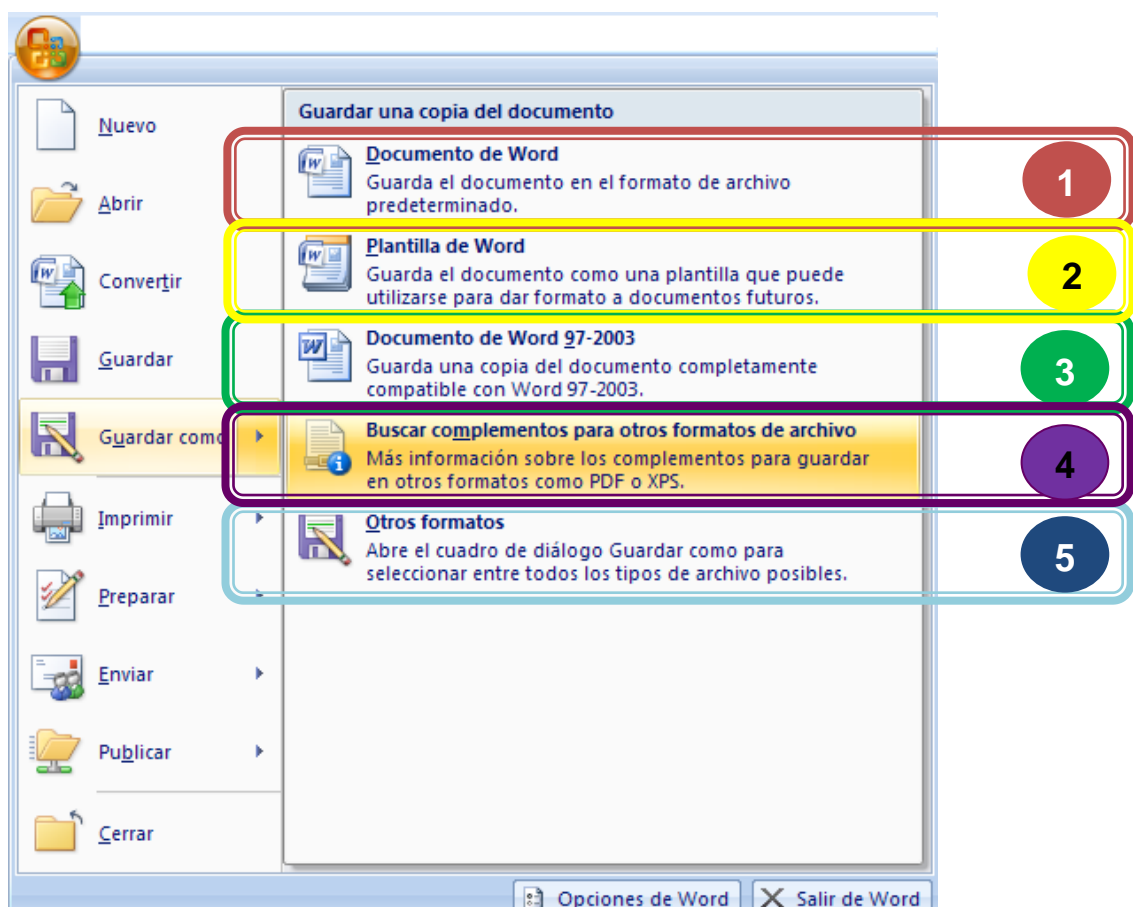 Nuevo
Abrir
Convertir
Guardar
Guardar como
Imprimir
Preparar
Enviar
Publicar
Cerrar
Guardar una copia del documento
Documento de Word
Guarda el documento en el formato de archivo
predeterminado.
1
Plantilla de Word
Guarda el documento como una plantilla que puede
utilizarse para dar formato a documentos futuros.
2
Documento de Word 97-2003
Guarda una copia del documento completamente
compatible con Word 97-2003.
3
Buscar complementos para otros formatos de archivo
Más información sobre los complementos para guardar
en otros formatos como PDF o XPS.
4
Otros formatos
Abre el cuadro de diálogo Guardar como para
seleccionar entre todos los tipos de archivo posibles.
5
Opciones de Word
Salir de Word